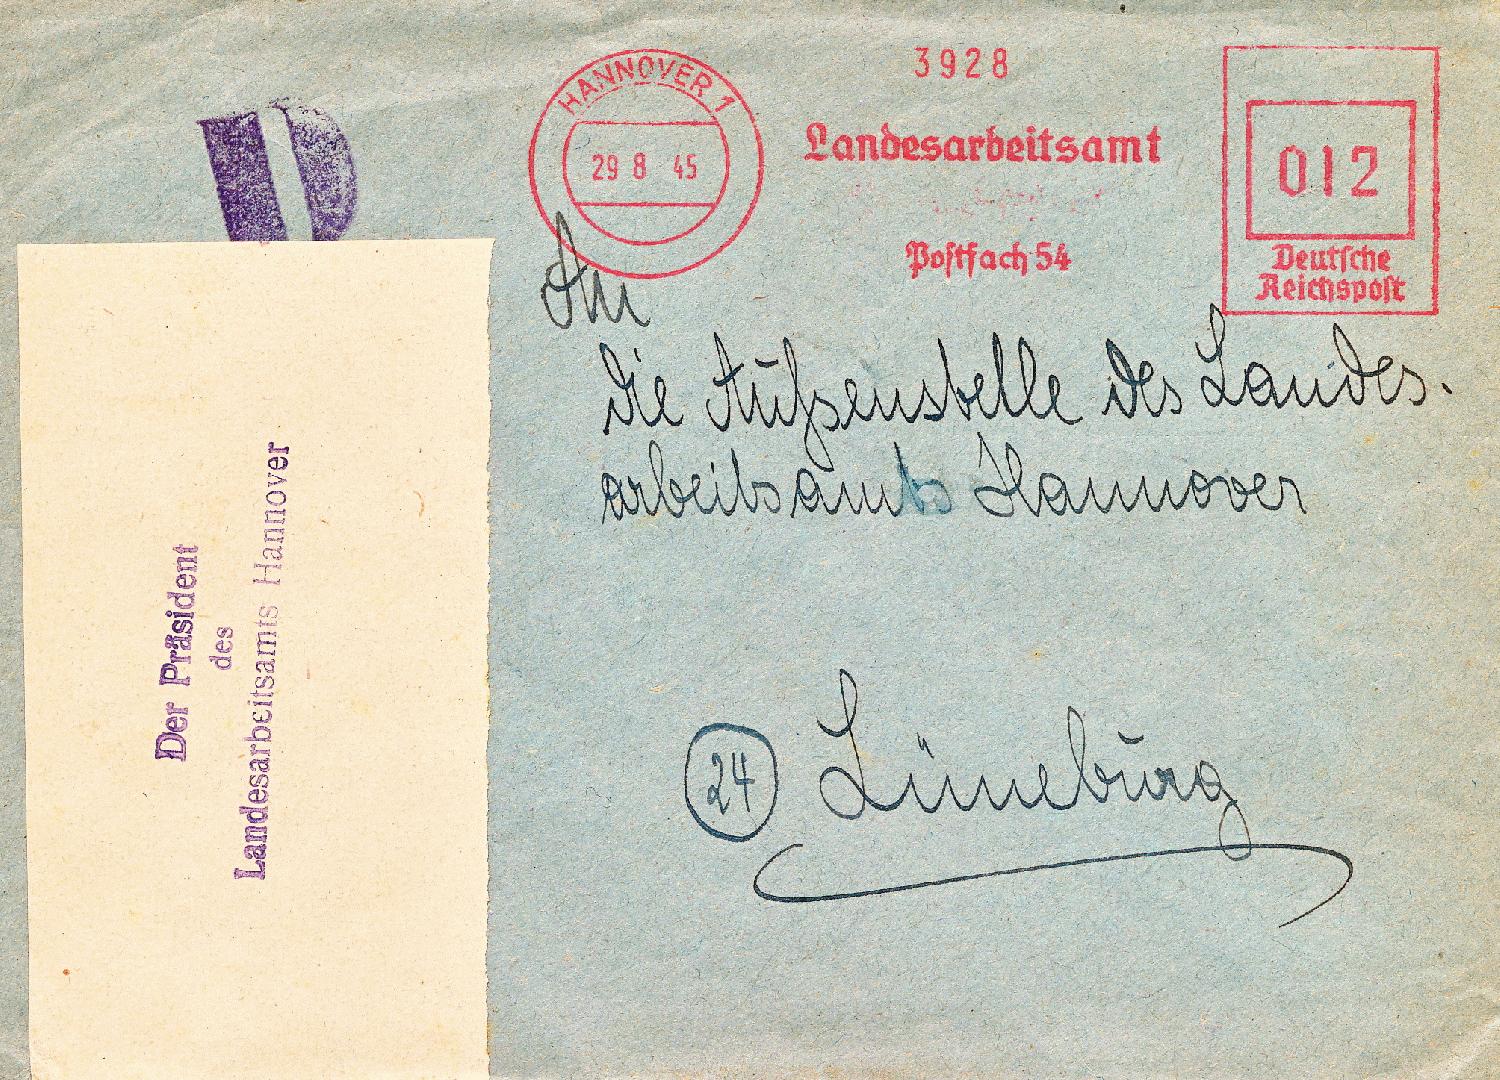 HANNOVER 1
29 8 45
3928
Landesarbeitsamt
Postfach 54
012
Deutsche
Reichspost
D
An
die Außenstelle des Landes-
arbeitsamts Hannover
24 Lüneburg
Der Präsident
des
Landesarbeitsamts Hannover